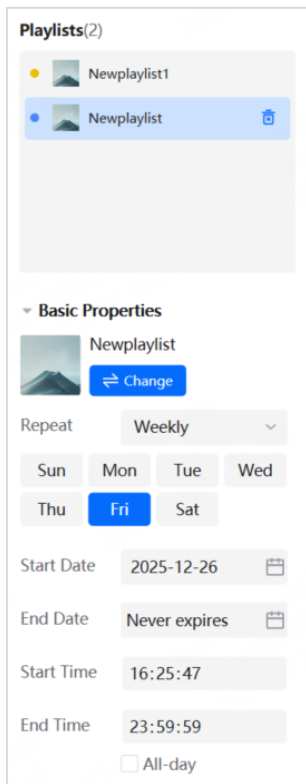 Playlists(2)
Newplaylist1
Newplaylist
Basic Properties
Newplaylist
Change
Repeat Weekly
Sun Mon Tue Wed
Thu Fri Sat
Start Date 2025-12-26
End Date Never expires
Start Time 16:25:47
End Time 23:59:59
All-day